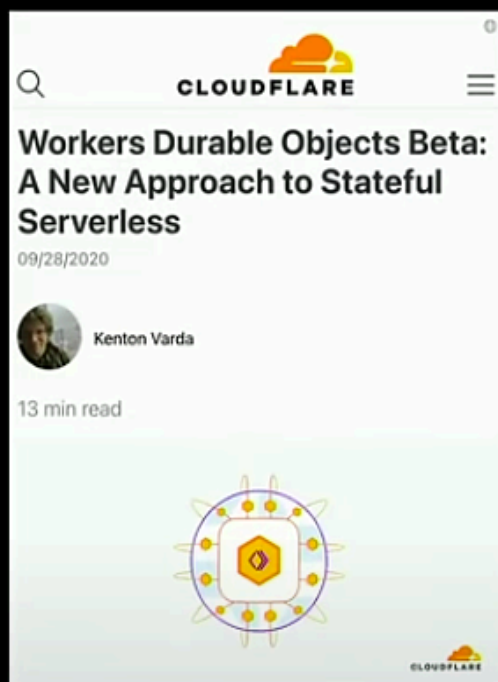 CLOUDFLARE
Workers Durable Objects Beta:
A New Approach to Stateful
Serverless
09/28/2020
Kenton Varda
13 min read
CLOUDFLARE